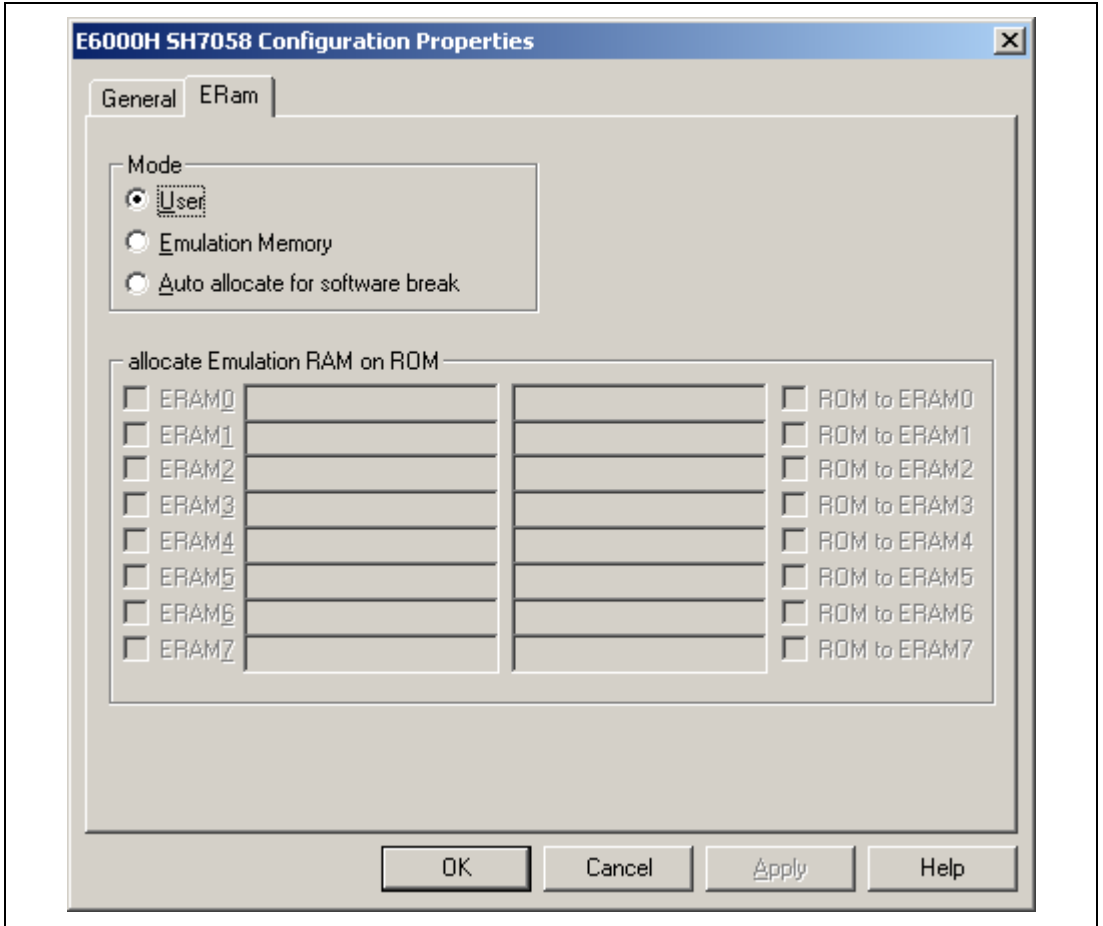 E6000H SH7058 Configuration Properties
General ERam
Mode
User
Emulation Memory
Auto allocate for software break
allocate Emulation RAM on ROM
ERAM0 ROM to ERAM0
ERAM1 ROM to ERAM1
ERAM2 ROM to ERAM2
ERAM3 ROM to ERAM3
ERAM4 ROM to ERAM4
ERAM5 ROM to ERAM5
ERAM6 ROM to ERAM6
ERAM7 ROM to ERAM7
OK Cancel Apply Help